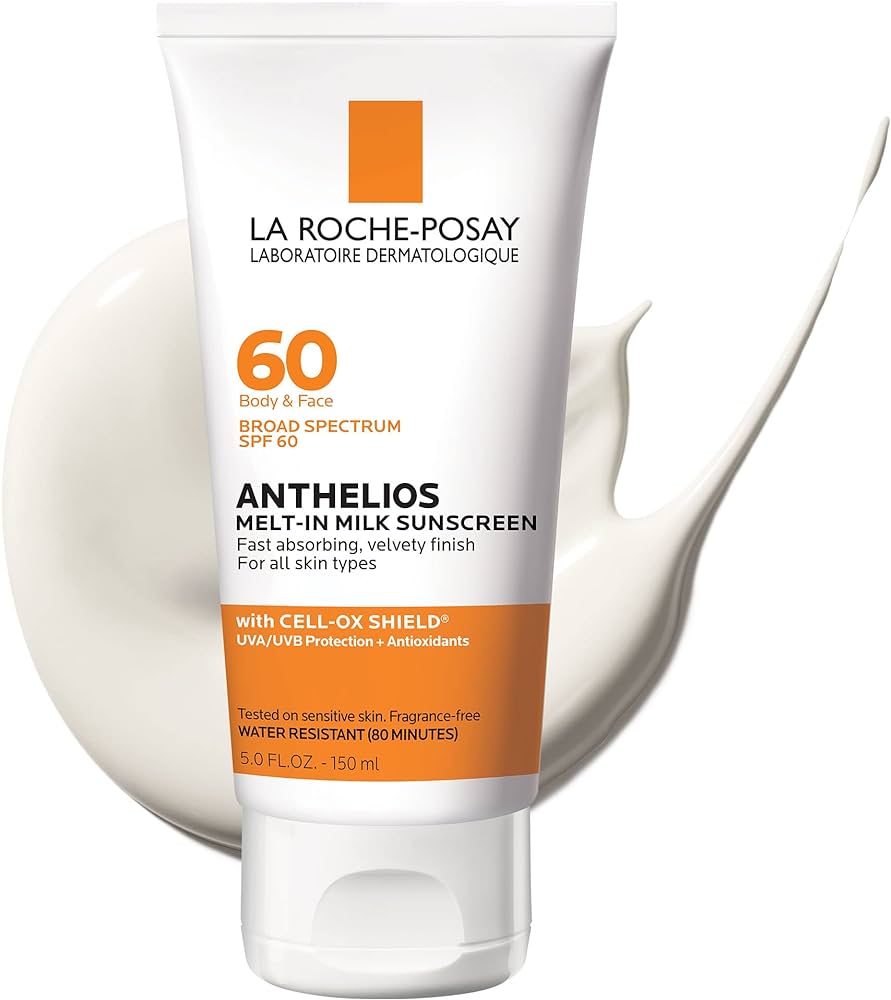 LA ROCHE-POSAY
LABORATOIRE DERMATOLOGIQUE
60
Body & Face
BROAD SPECTRUM
SPF 60
ANTHELIOS
MELT-IN MILK SUNSCREEN
Fast absorbing, velvety finish
For all skin types
with CELL-OX SHIELD®
UVA/UVB Protection + Antioxidants
Tested on sensitive skin. Fragrance-free
WATER RESISTANT (80 MINUTES)
5.0 FL.OZ. - 150 ml